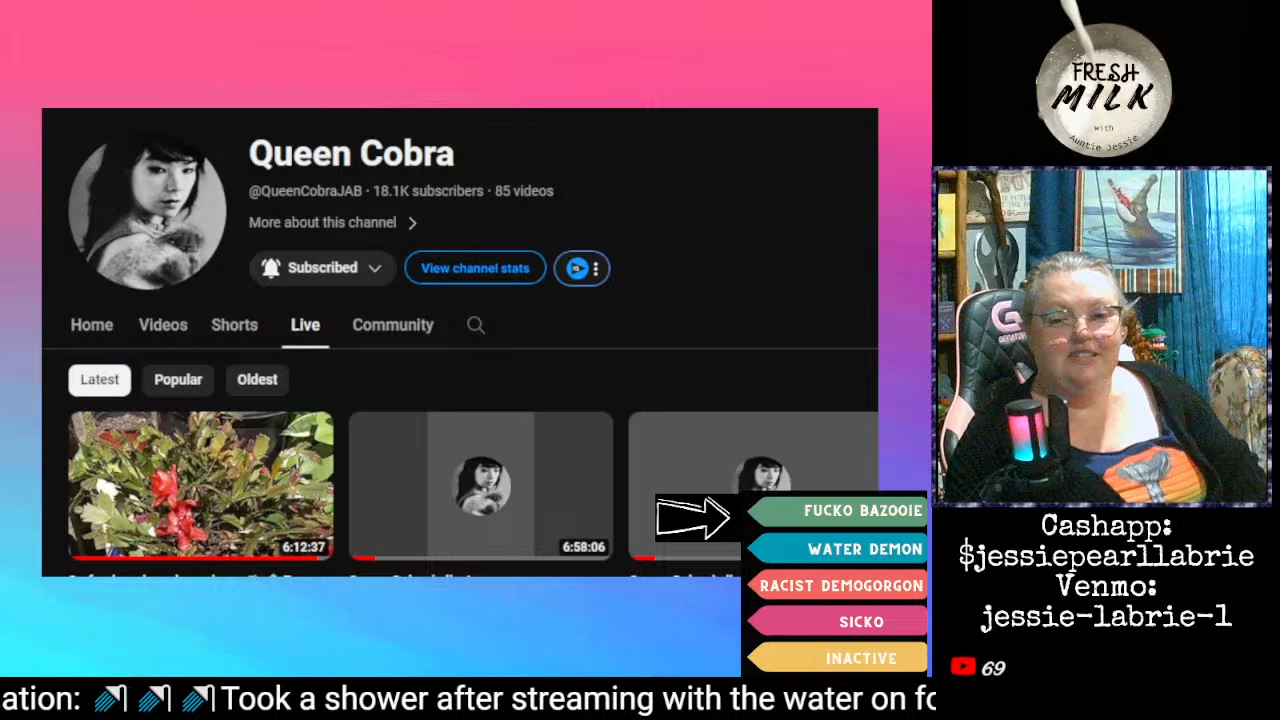 Queen Cobra
@QueenCobraJAB · 18.1K subscribers · 85 videos
More about this channel
Subscribed
View channel stats
Home
Videos
Shorts
Live
Community
Latest
Popular
Oldest
6:12:37
6:58:06
FUCKO BAZOOIE
WATER DEMON
RACIST DEMOGORGON
SICKO
INACTIVE
FRESH
MILK
with
Auntie Jessie
Cashapp:
$jessiepearllabrie
Venmo:
jessie-labrie-1
69
ation: 🚿 🚿 🚿Took a shower after streaming with the water on fo